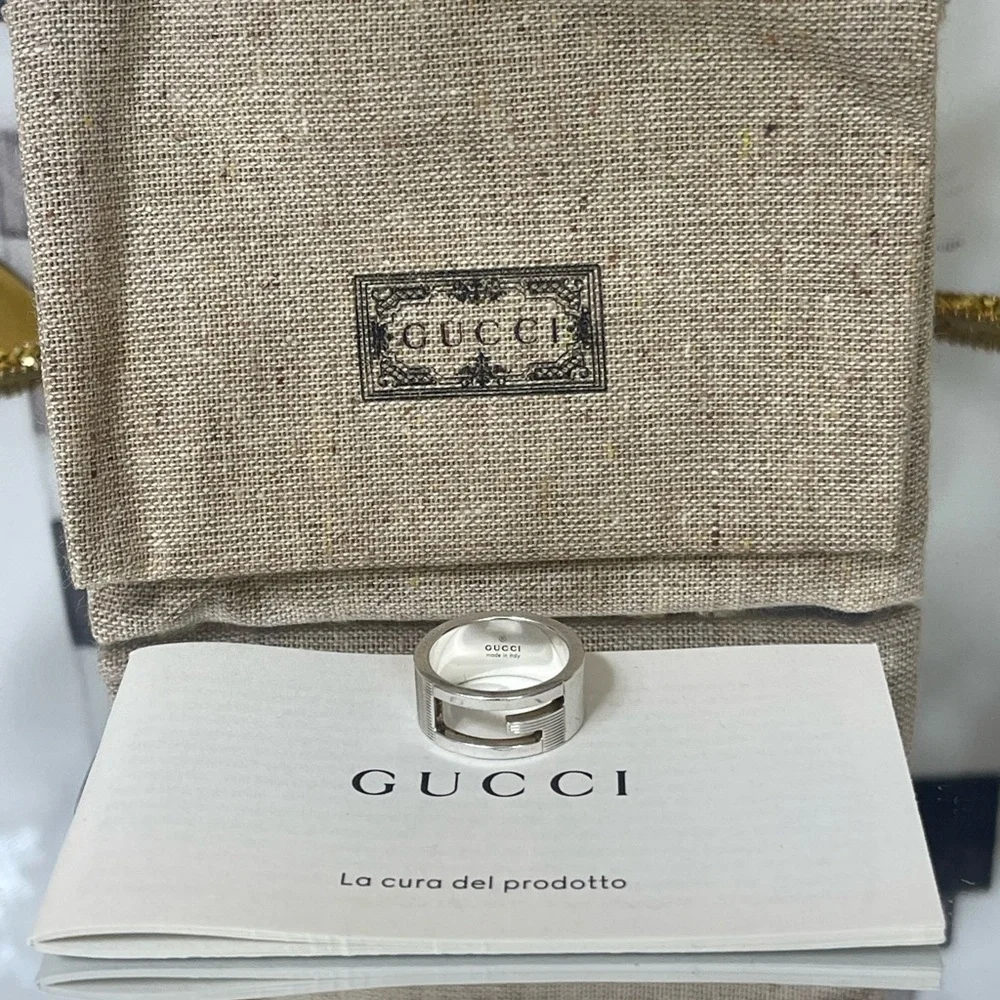 GUCCI
®
GUCCI
made in Italy
GUCCI
La cura del prodotto